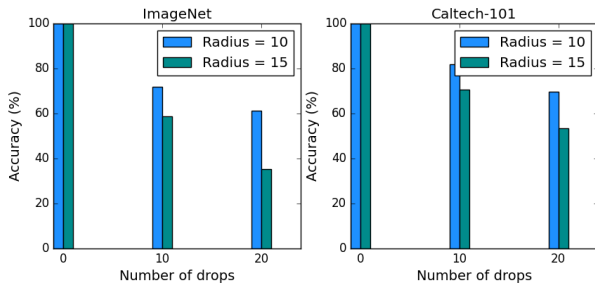 ImageNet
100
80
60
40
20
0
Accuracy (%)
Radius = 10
Radius = 15
0 10 20
Number of drops
Caltech-101
100
80
60
40
20
0
Accuracy (%)
Radius = 10
Radius = 15
0 10 20
Number of drops